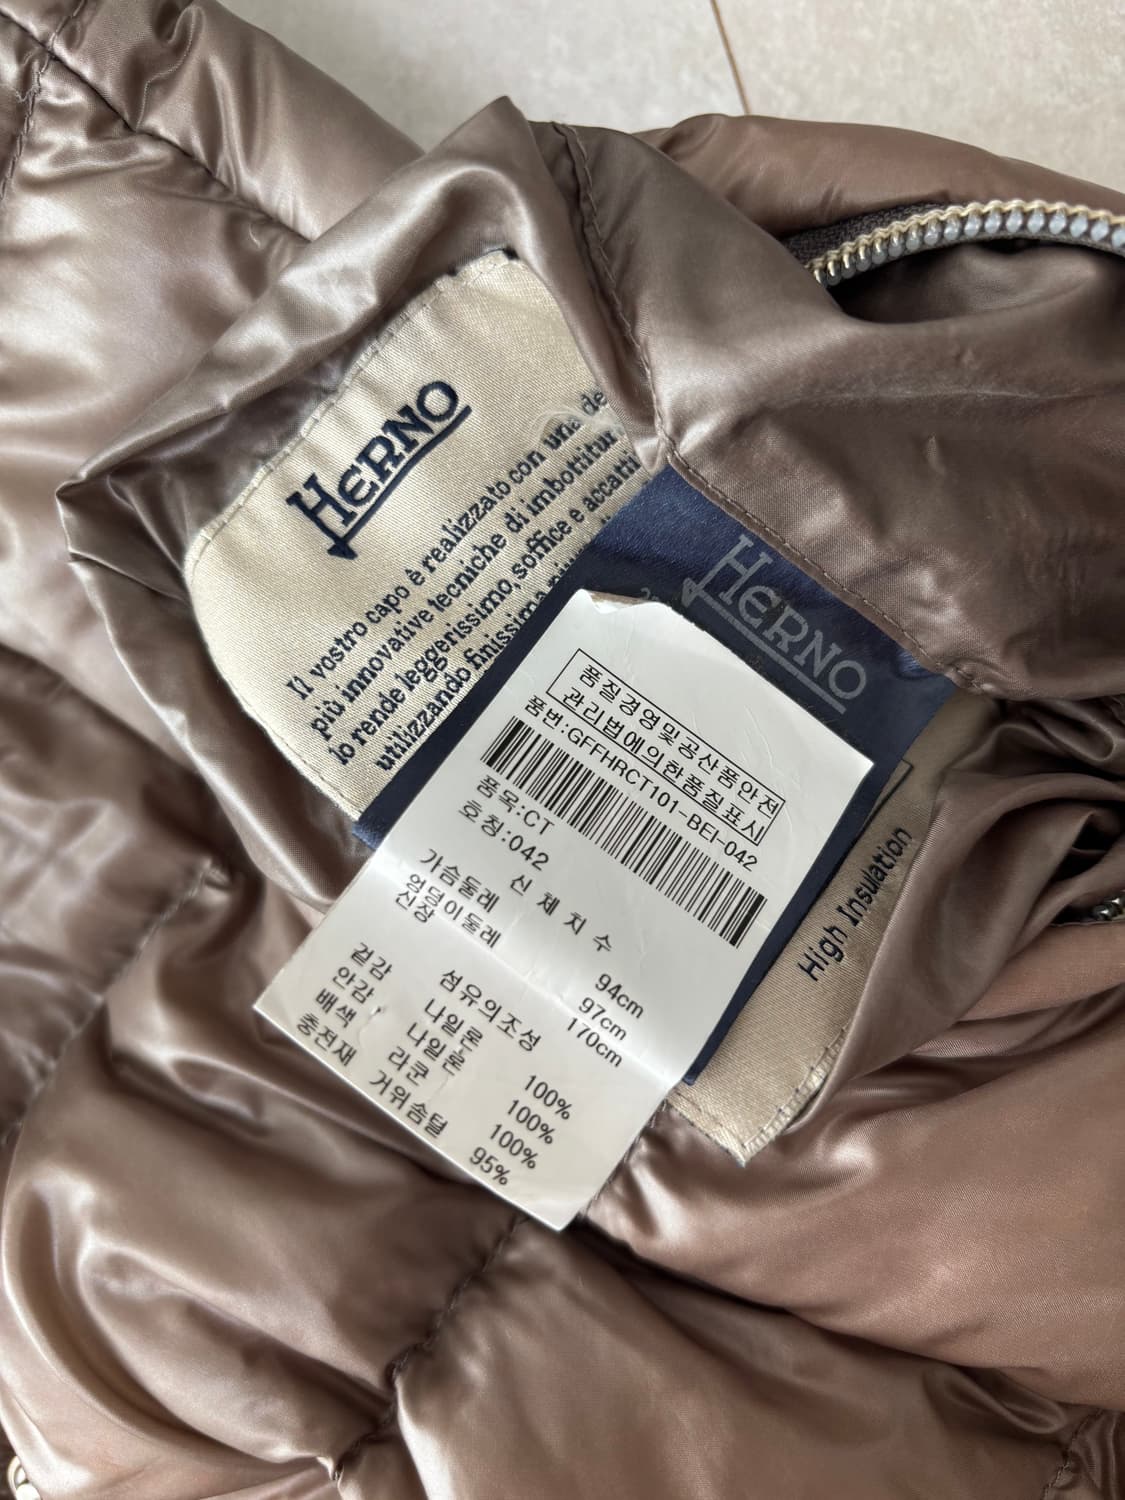 HERNO
Il vostro capo è realizzato con una de
più innovative tecniche di imbottitur
lo rende leggerissimo, soffice e accatti
utilizzando finissima
HERNO
품질경영및공산품안전
관리법에의한품질표시
품번:GFFHRCT101-BEI-042
품목:CT
호칭:042
신체치수
가슴둘레 94cm
엉덩이둘레 97cm
신장 170cm
섬유의조성
겉감 나일론 100%
안감 나일론 100%
배색 라쿤 100%
충전재 거위솜털 95%
High Insulation